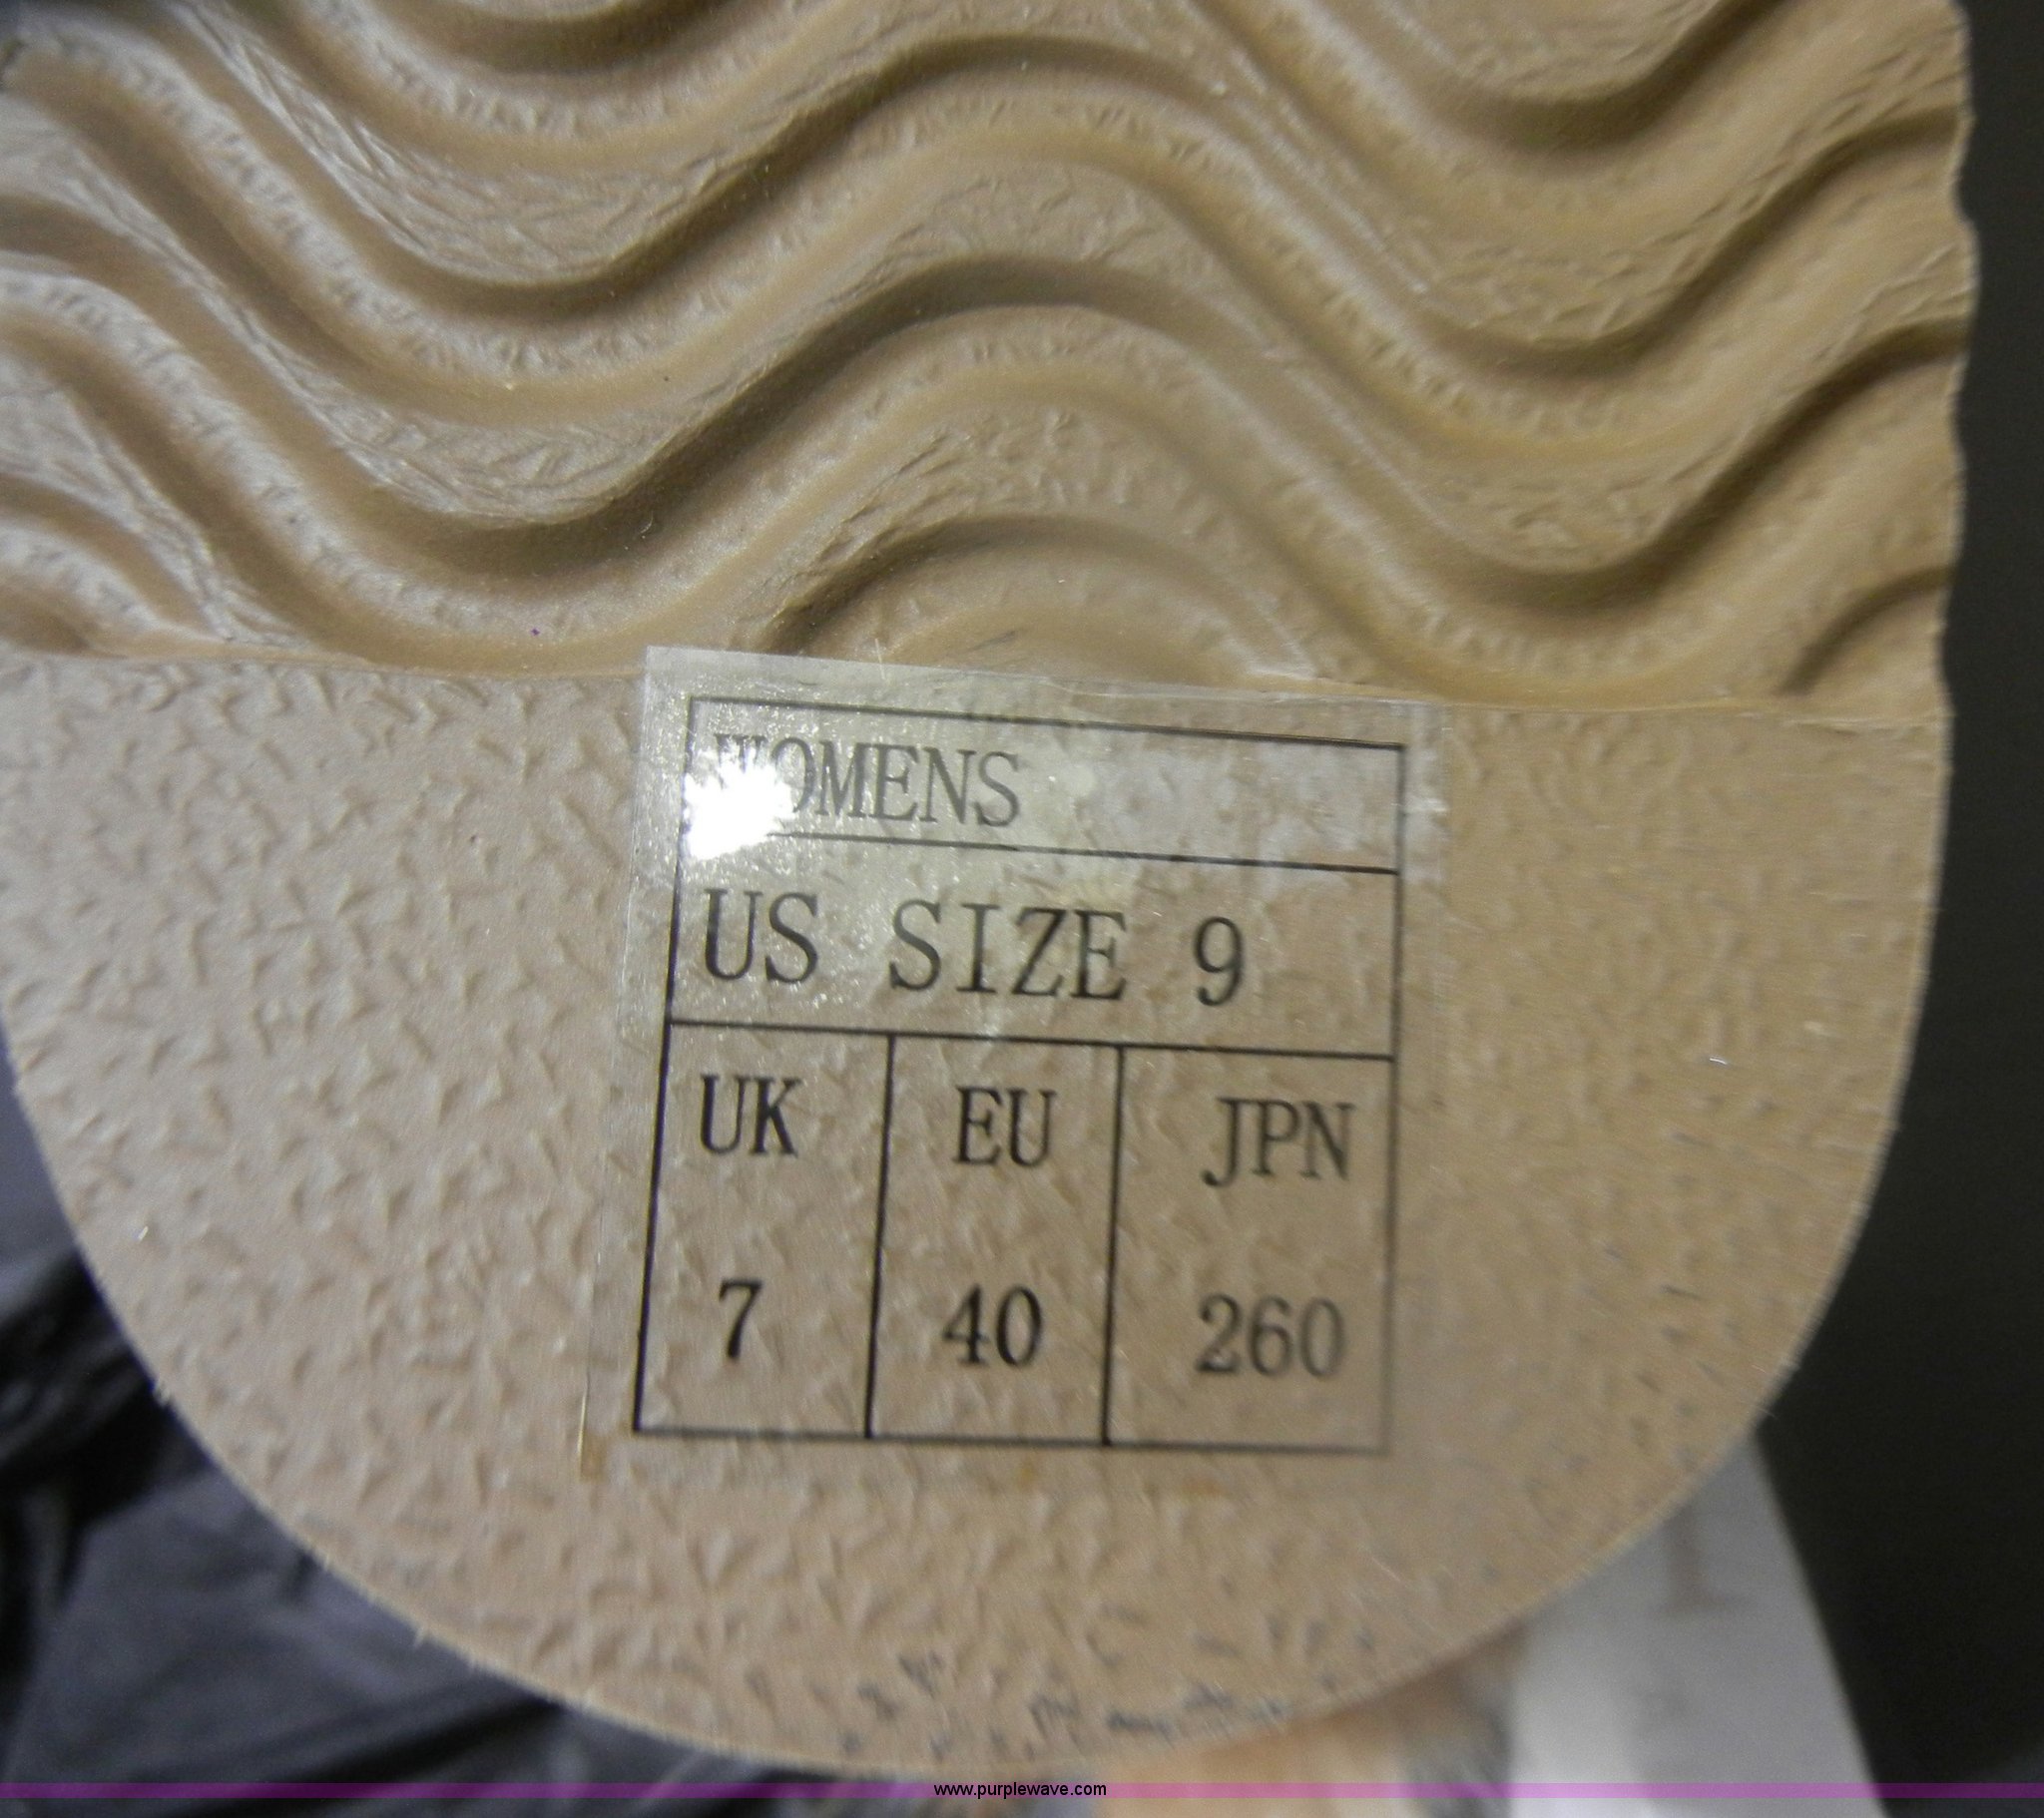 WOMENS
US SIZE 9
UK EU JPN
7 40 260
www.purplewave.com